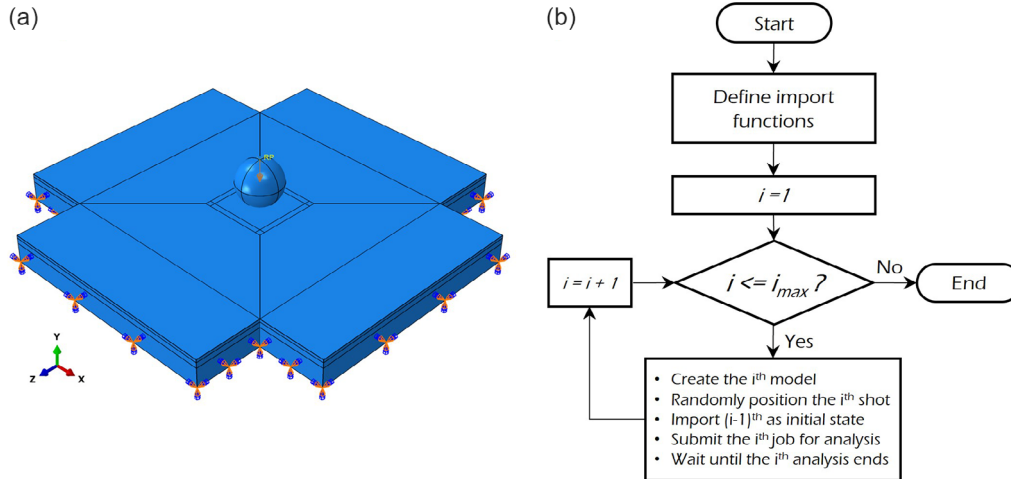 (a)
RP
Y
Z
X
(b)
Start
Define import
functions
i = 1
i <= imax ?
No
End
i = i + 1
Yes
• Create the ith model
• Randomly position the ith shot
• Import (i-1)th as initial state
• Submit the ith job for analysis
• Wait until the ith analysis ends